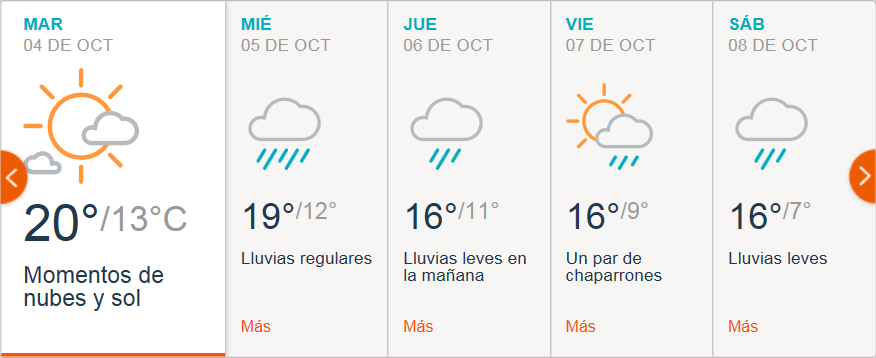 MAR
04 DE OCT
20°/13°C
Momentos de
nubes y sol
MIÉ
05 DE OCT
19°/12°
Lluvias regulares
Más
JUE
06 DE OCT
16°/11°
Lluvias leves en
la mañana
Más
VIE
07 DE OCT
16°/9°
Un par de
chaparrones
Más
SÁB
08 DE OCT
16°/7°
Lluvias leves
Más